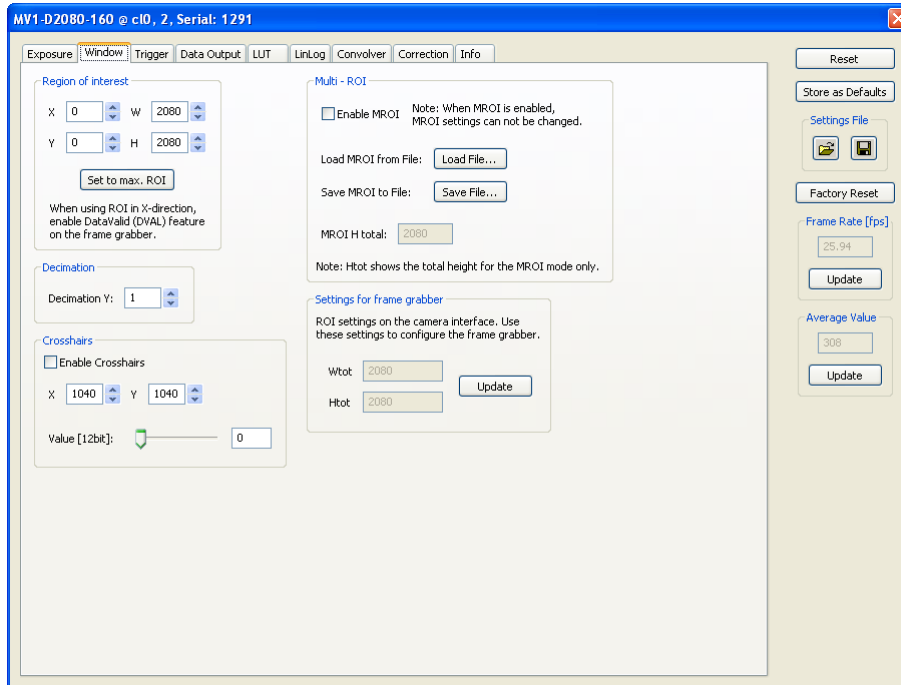 MV1-D2080-160 @ cl0, 2, Serial: 1291
Exposure Window Trigger Data Output LUT LinLog Convolver Correction Info
Region of interest
X 0 W 2080
Y 0 H 2080
Set to max. ROI
When using ROI in X-direction,
enable DataValid (DVAL) feature
on the frame grabber.
Decimation
Decimation Y: 1
Crosshairs
Enable Crosshairs
X 1040 Y 1040
Value [12bit]: 0
Multi - ROI
Enable MROI
Note: When MROI is enabled,
MROI settings can not be changed.
Load MROI from File: Load File...
Save MROI to File: Save File...
MROI H total: 2080
Note: Htot shows the total height for the MROI mode only.
Settings for frame grabber
ROI settings on the camera interface. Use
these settings to configure the frame grabber.
Wtot 2080
Update
Htot 2080
Reset
Store as Defaults
Settings File
Factory Reset
Frame Rate [fps]
25.94
Update
Average Value
308
Update